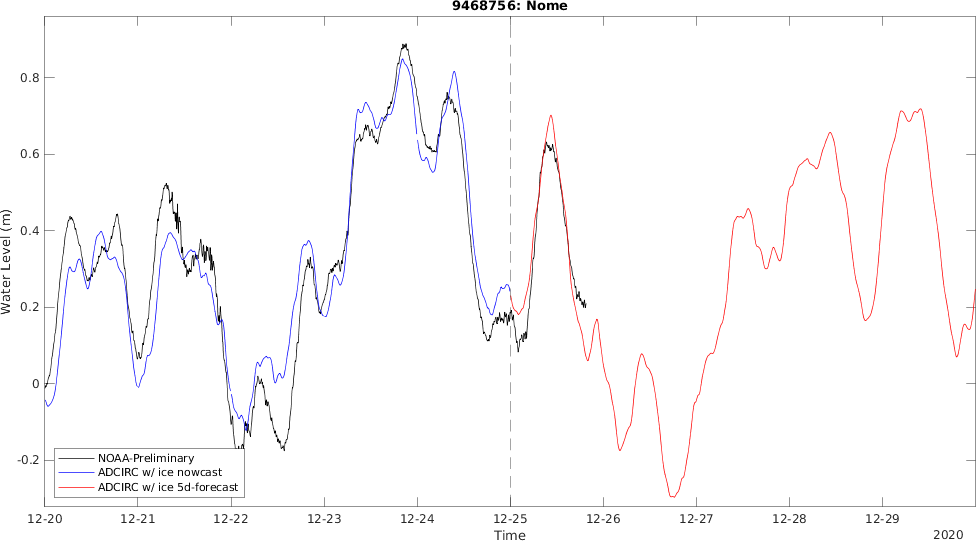 9468756: Nome
Water Level (m)
0.8
0.6
0.4
0.2
0
-0.2
NOAA-Preliminary
ADCIRC w/ ice nowcast
ADCIRC w/ ice 5d-forecast
12-20 12-21 12-22 12-23 12-24 12-25 12-26 12-27 12-28 12-29
Time
2020